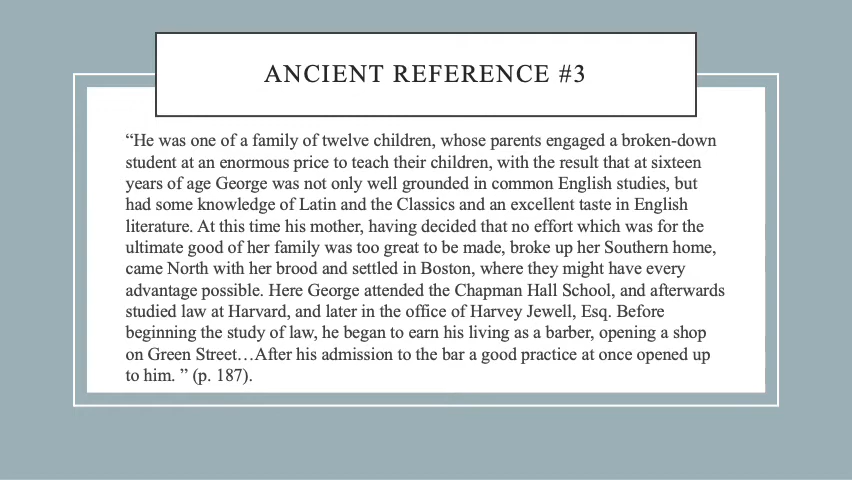 ANCIENT REFERENCE #3
“He was one of a family of twelve children, whose parents engaged a broken-down
student at an enormous price to teach their children, with the result that at sixteen
years of age George was not only well grounded in common English studies, but
had some knowledge of Latin and the Classics and an excellent taste in English
literature. At this time his mother, having decided that no effort which was for the
ultimate good of her family was too great to be made, broke up her Southern home,
came North with her brood and settled in Boston, where they might have every
advantage possible. Here George attended the Chapman Hall School, and afterwards
studied law at Harvard, and later in the office of Harvey Jewell, Esq. Before
beginning the study of law, he began to earn his living as a barber, opening a shop
on Green Street…After his admission to the bar a good practice at once opened up
to him. ” (p. 187).